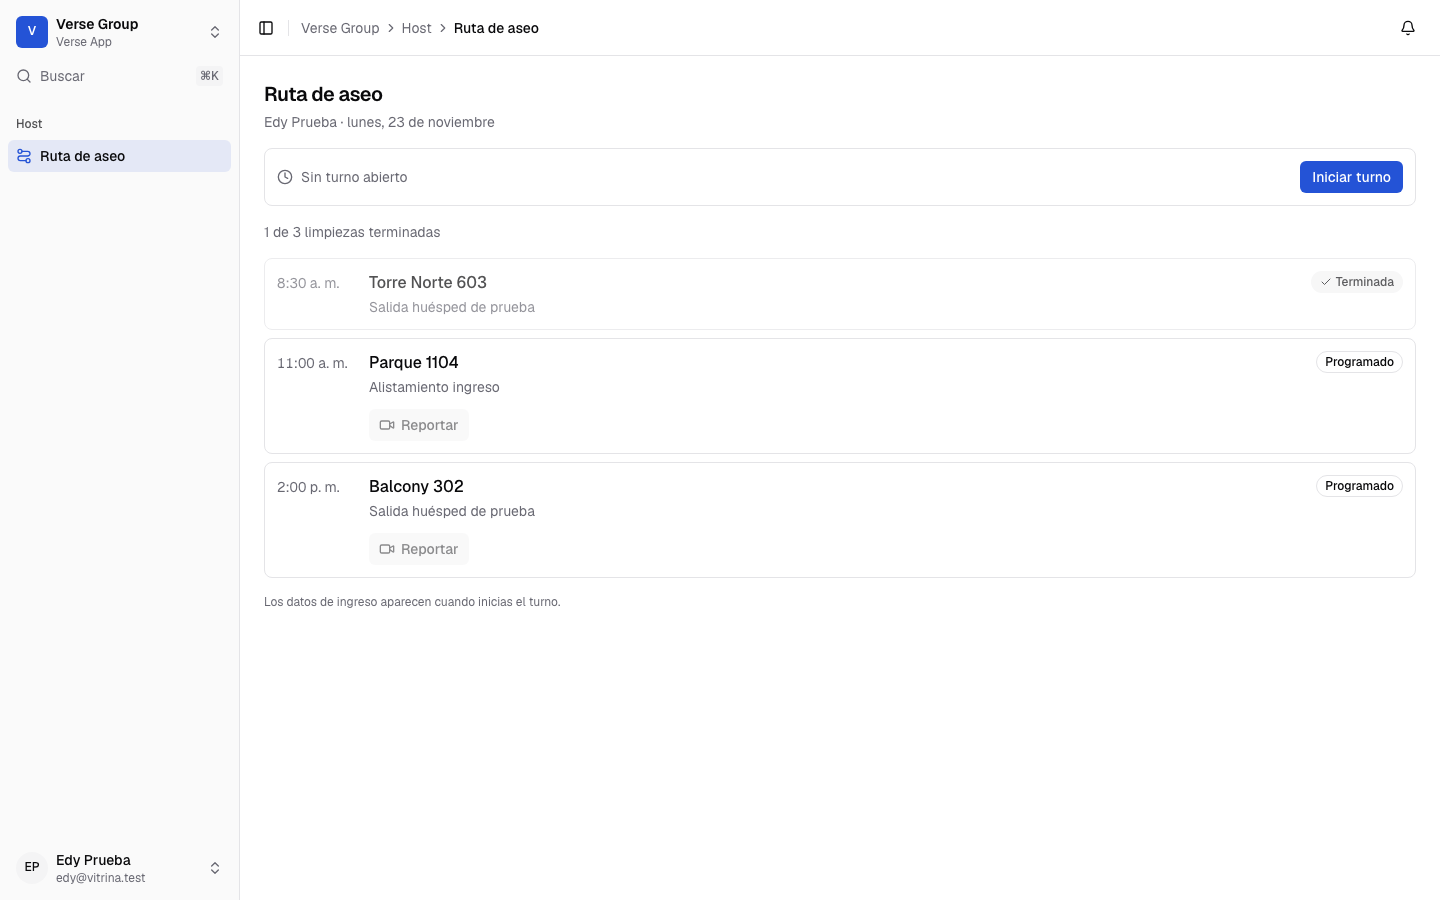 V
Verse Group
Verse App
Buscar
⌘K
Host
Ruta de aseo
Verse Group > Host > Ruta de aseo
Ruta de aseo
Edy Prueba · lunes, 23 de noviembre
Sin turno abierto
Iniciar turno
1 de 3 limpiezas terminadas
8:30 a. m.
Torre Norte 603
Terminada
Salida huésped de prueba
11:00 a. m.
Parque 1104
Programado
Alistamiento ingreso
Reportar
2:00 p. m.
Balcony 302
Programado
Salida huésped de prueba
Reportar
Los datos de ingreso aparecen cuando inicias el turno.
EP
Edy Prueba
edy@vitrina.test